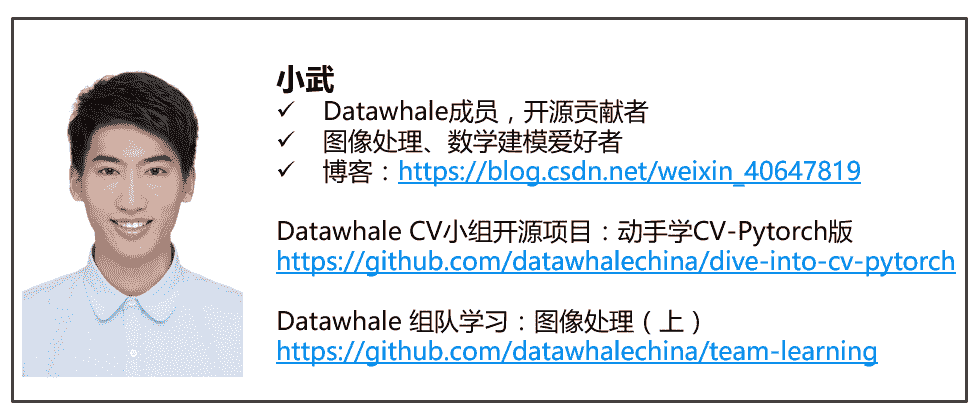 小武
✓ Datawhale成员，开源贡献者
✓ 图像处理、数学建模爱好者
✓ 博客：https://blog.csdn.net/weixin_40647819
Datawhale CV小组开源项目：动手学CV-Pytorch版
https://github.com/datawhalechina/dive-into-cv-pytorch
Datawhale 组队学习：图像处理（上）
https://github.com/datawhalechina/team-learning